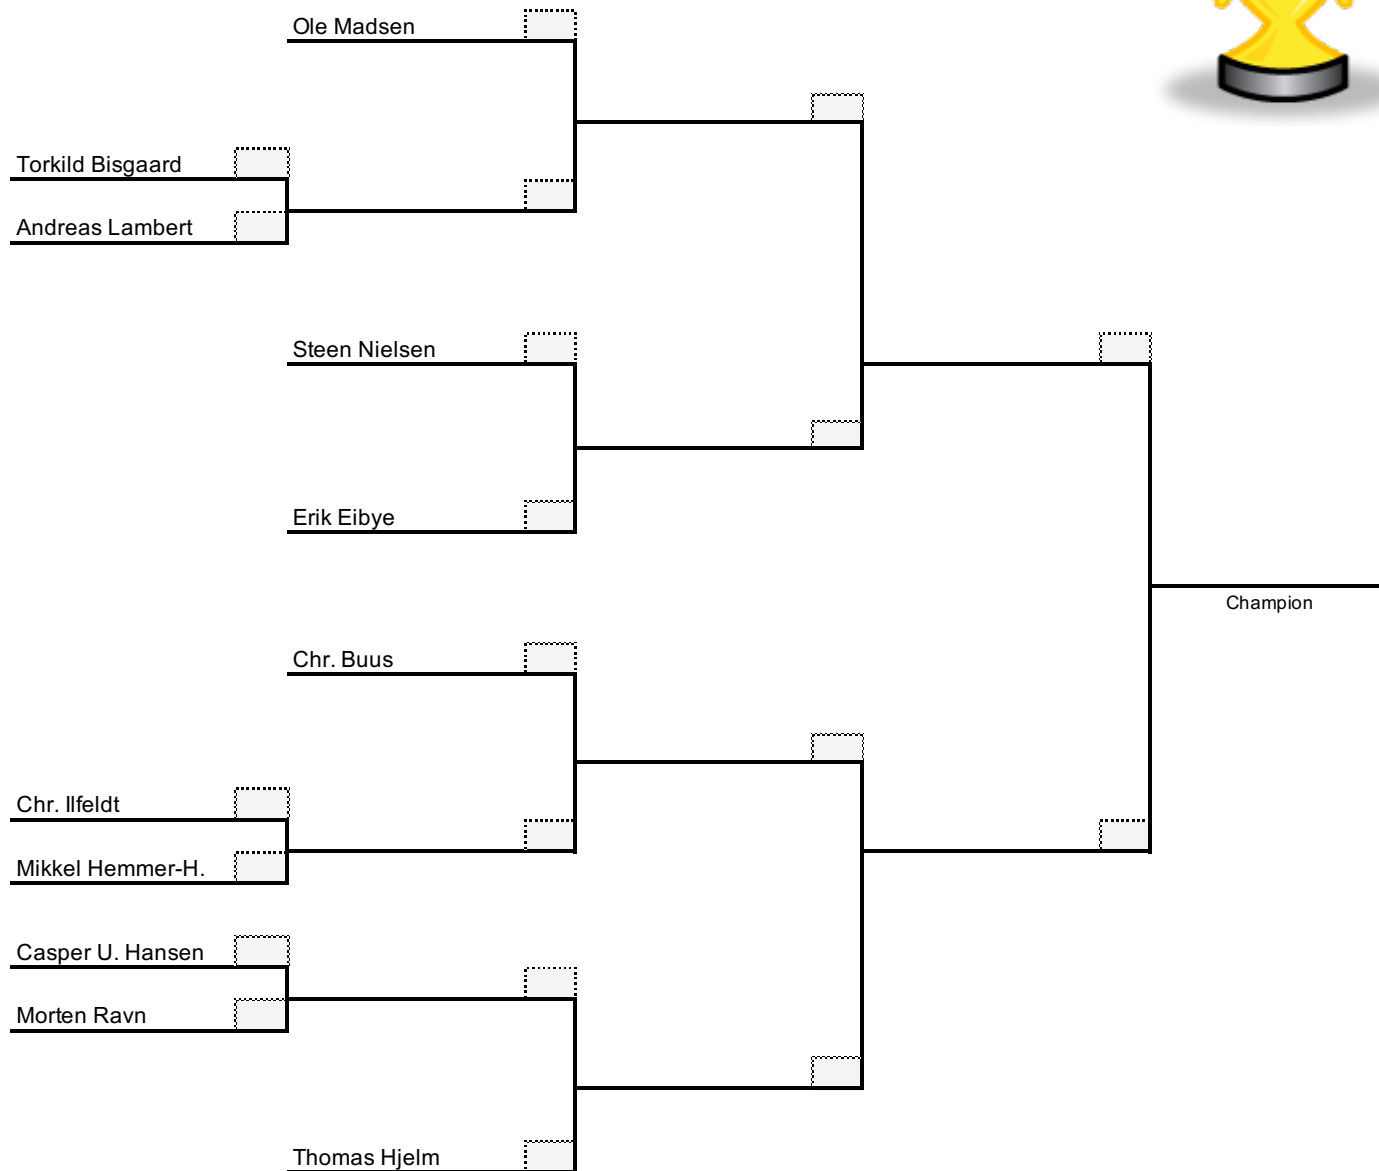 Ole Madsen
Torkild Bisgaard
Andreas Lambert
Steen Nielsen
Erik Eibye
Champion
Chr. Buus
Chr. Ilfeldt
Mikkel Hemmer-H.
Casper U. Hansen
Morten Ravn
Thomas Hjelm